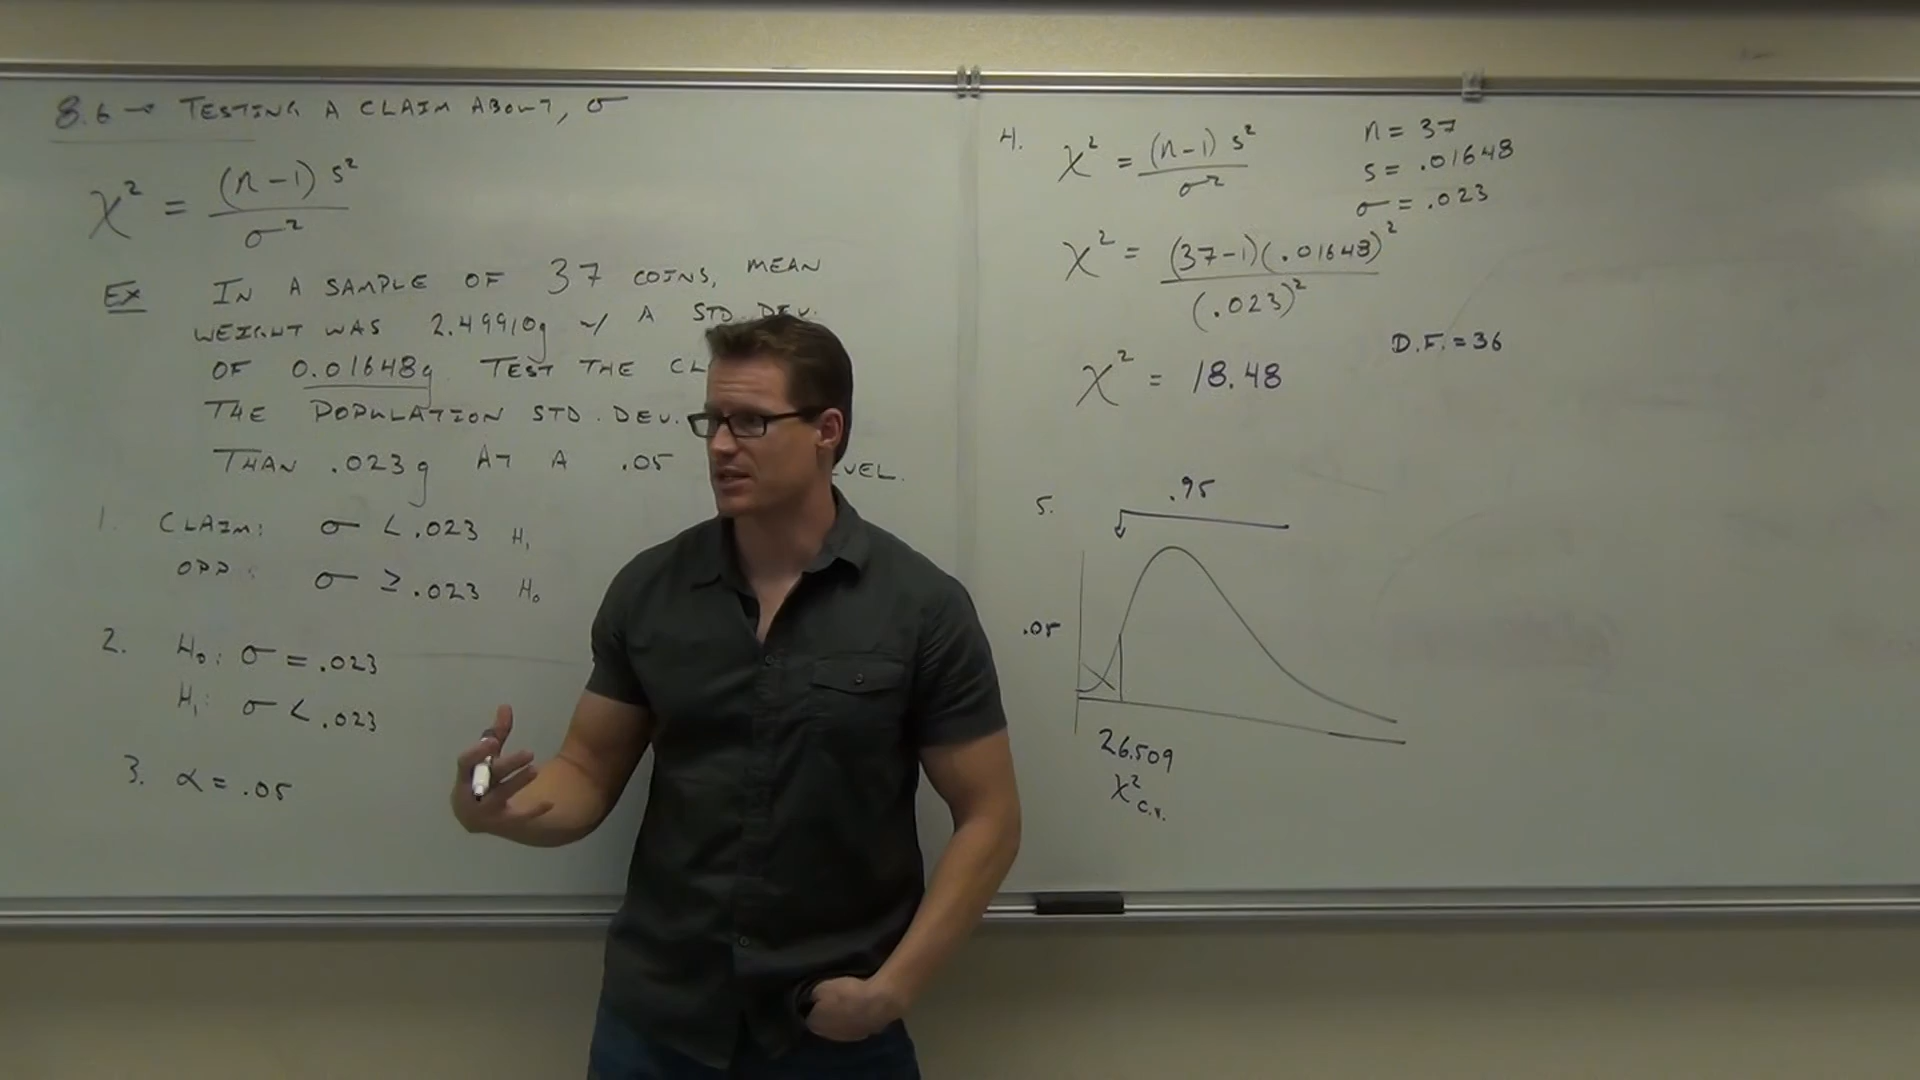 8.6 → TESTING A CLAIM ABOUT, σ
χ² = (n-1) s² / σ²
EX IN A SAMPLE OF 37 COINS, MEAN
WEIGHT WAS 2.49910g w/ A STD. DEV.
OF 0.01648g TEST THE CL
THE POPULATION STD. DEV.
THAN .023g AT A .05 EVEL.
1. CLAIM: σ < .023 H₁
OPP: σ ≥ .023 H₀
2. H₀: σ = .023
H₁: σ < .023
3. α = .05
4. χ² = (n-1) s² / σ²
n = 37
s = .01648
σ = .023
χ² = (37-1)(.01648)² / (.023)²
D.F. = 36
χ² = 18.48
5. .95
.05
26.509
χ² C.V.